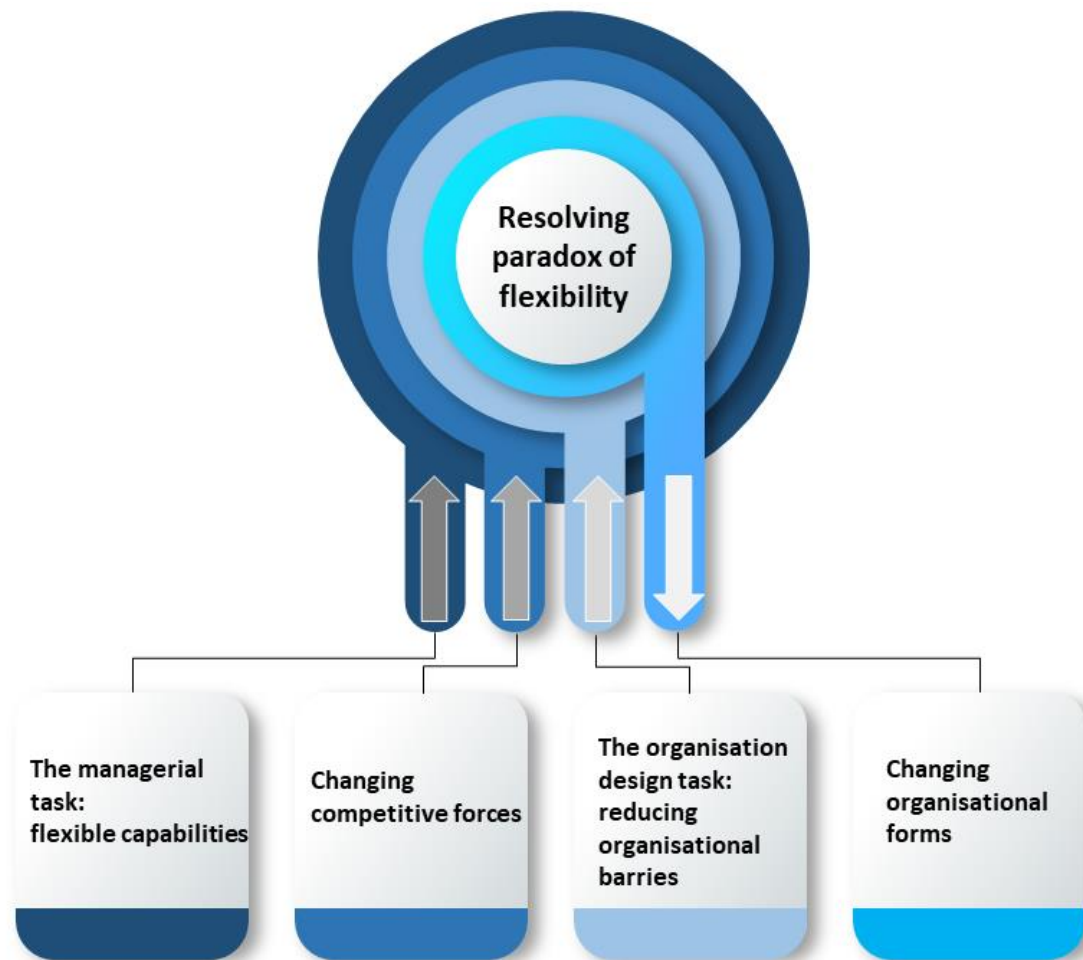 Resolving
paradox of
flexibility
The managerial
task:
flexible capabilities
Changing
competitive forces
The organisation
design task:
reducing
organisational
barries
Changing
organisational
forms